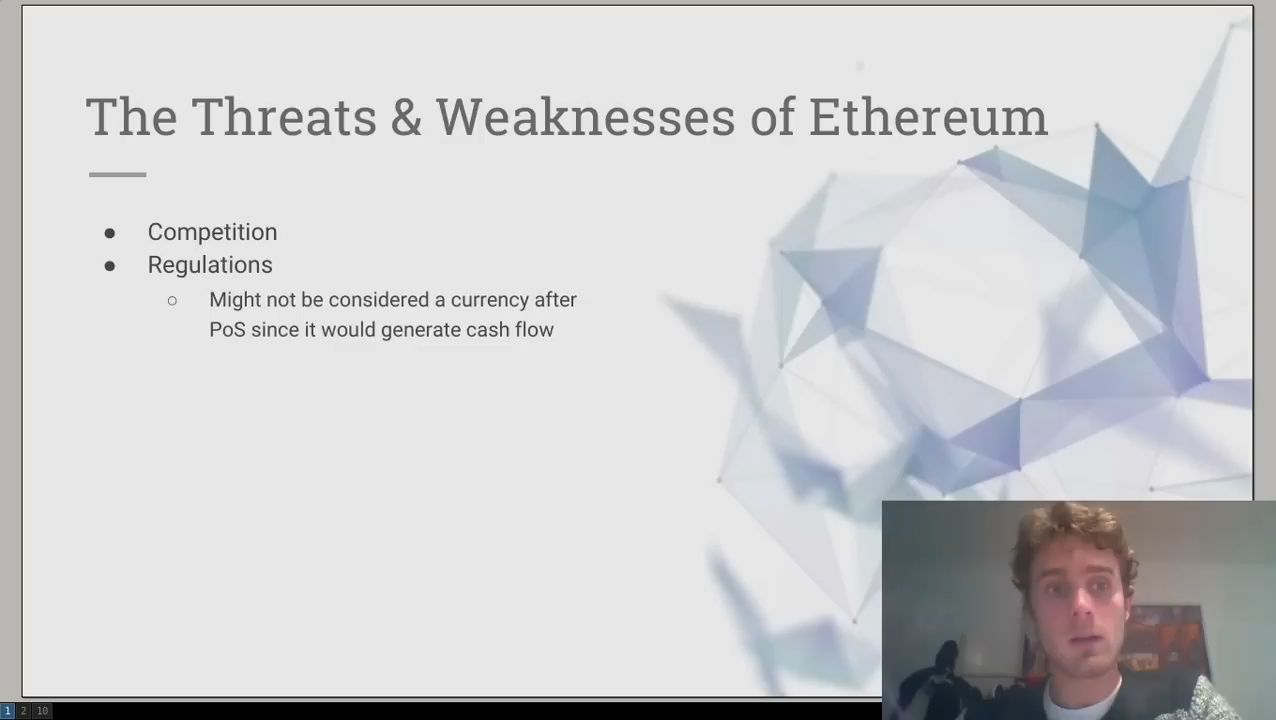 The Threats & Weaknesses of Ethereum
● Competition
● Regulations
○ Might not be considered a currency after
PoS since it would generate cash flow
1 2 10